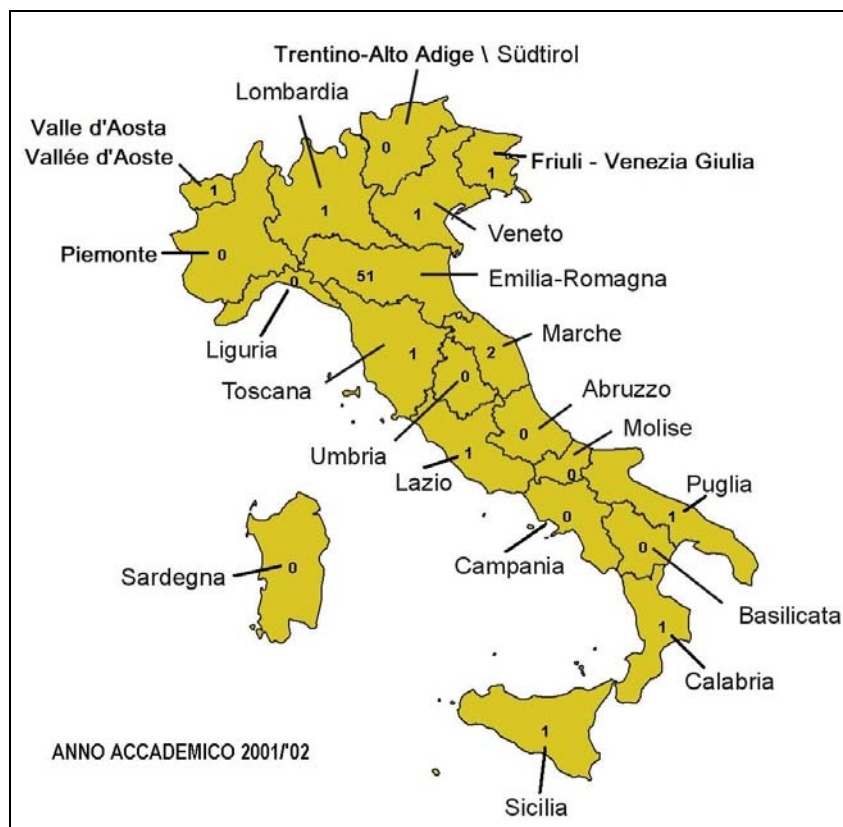 Trentino-Alto Adige \ Südtirol
Lombardia
Valle d'Aosta
Vallée d'Aoste
0
Friuli - Venezia Giulia
1
1
1
1
Veneto
Piemonte
0
51
Emilia-Romagna
0
Liguria
Marche
2
1
Toscana
0
Abruzzo
Umbria
0
Molise
1
Lazio
0
Puglia
1
0
Campania
0
Sardegna
0
Basilicata
1
Calabria
1
ANNO ACCADEMICO 2001/'02
Sicilia